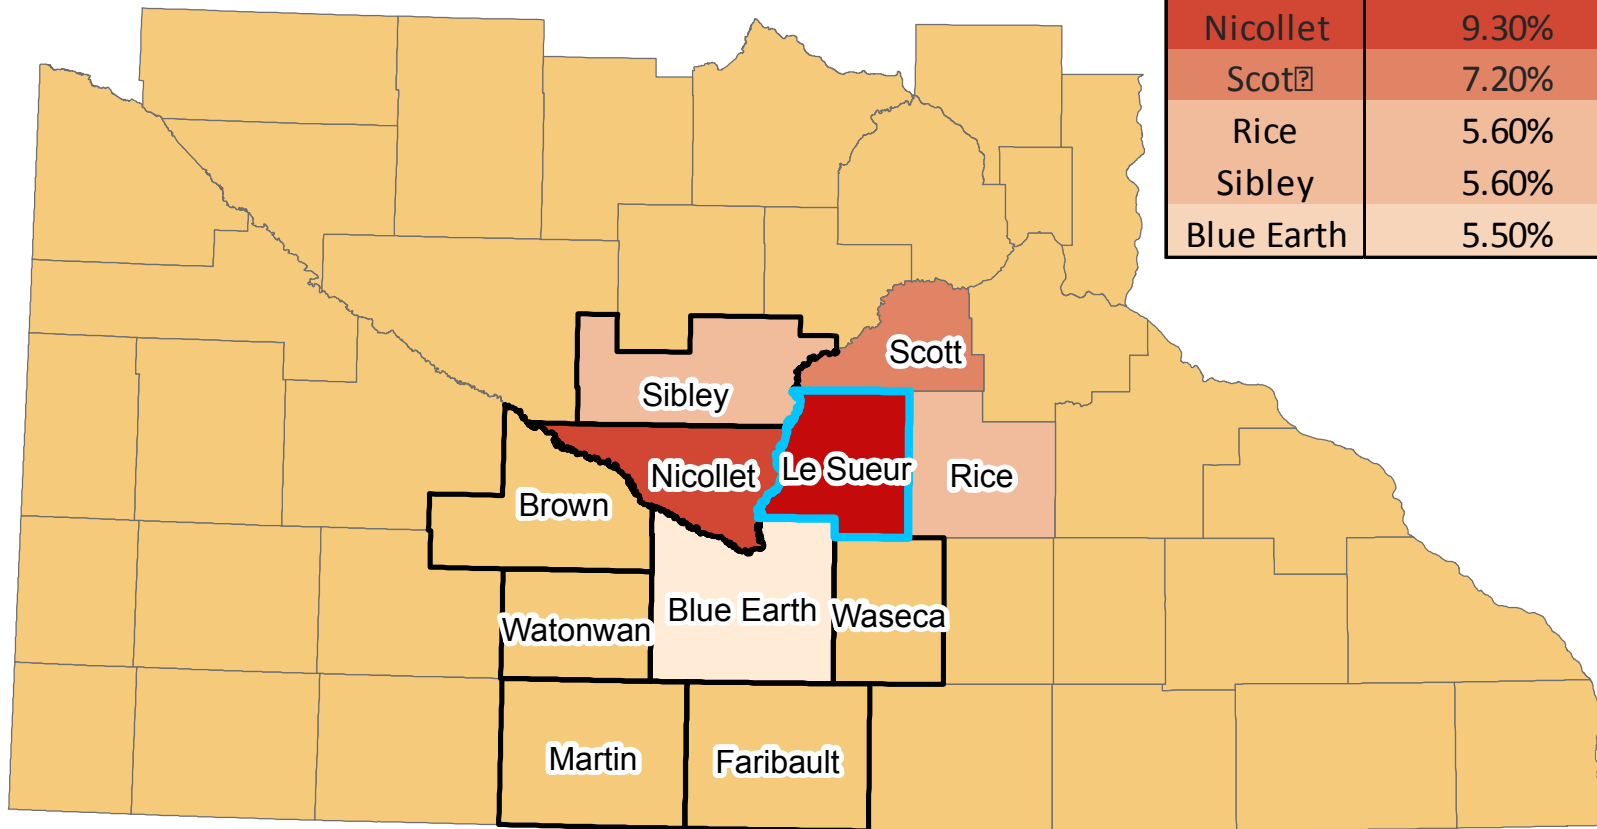 Nicollet 9.30%
Scot⍰ 7.20%
Rice 5.60%
Sibley 5.60%
Blue Earth 5.50%
Scott
Sibley
Le Sueur
Nicollet
Rice
Brown
Blue Earth
Waseca
Watonwan
Martin
Faribault